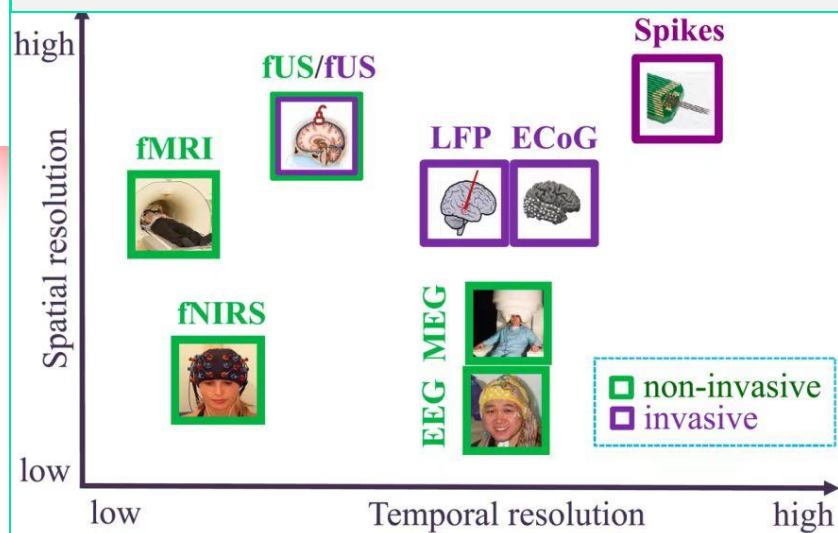 high
Spatial resolution
low
fMRI
fUS/fUS
fNIRS
LFP
ECoG
Spikes
MEG
EEG
non-invasive
invasive
low
Temporal resolution
high